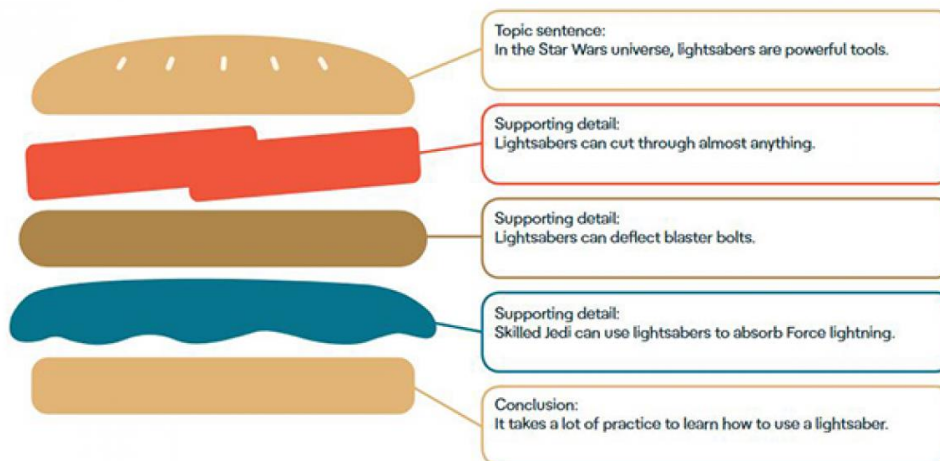 Topic sentence:
In the Star Wars universe, lightsabers are powerful tools.
Supporting detail:
Lightsabers can cut through almost anything.
Supporting detail:
Lightsabers can deflect blaster bolts.
Supporting detail:
Skilled Jedi can use lightsabers to absorb Force lightning.
Conclusion:
It takes a lot of practice to learn how to use a lightsaber.